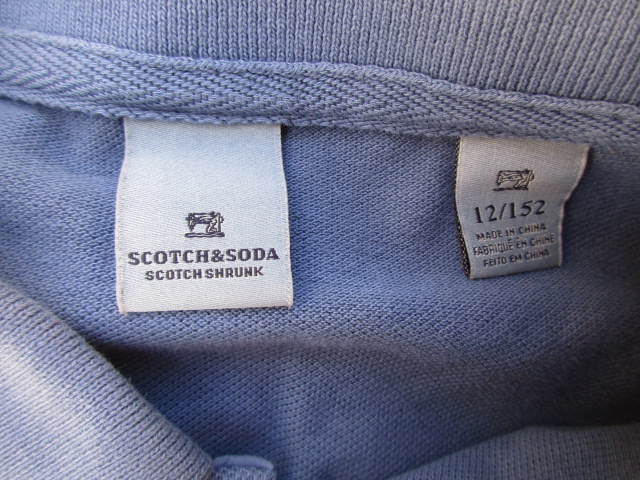 SCOTCH&SODA
SCOTCH SHRUNK
12/152
MADE IN CHINA
FABRIQUÉ EN CHINE
FEITO EM CHINA